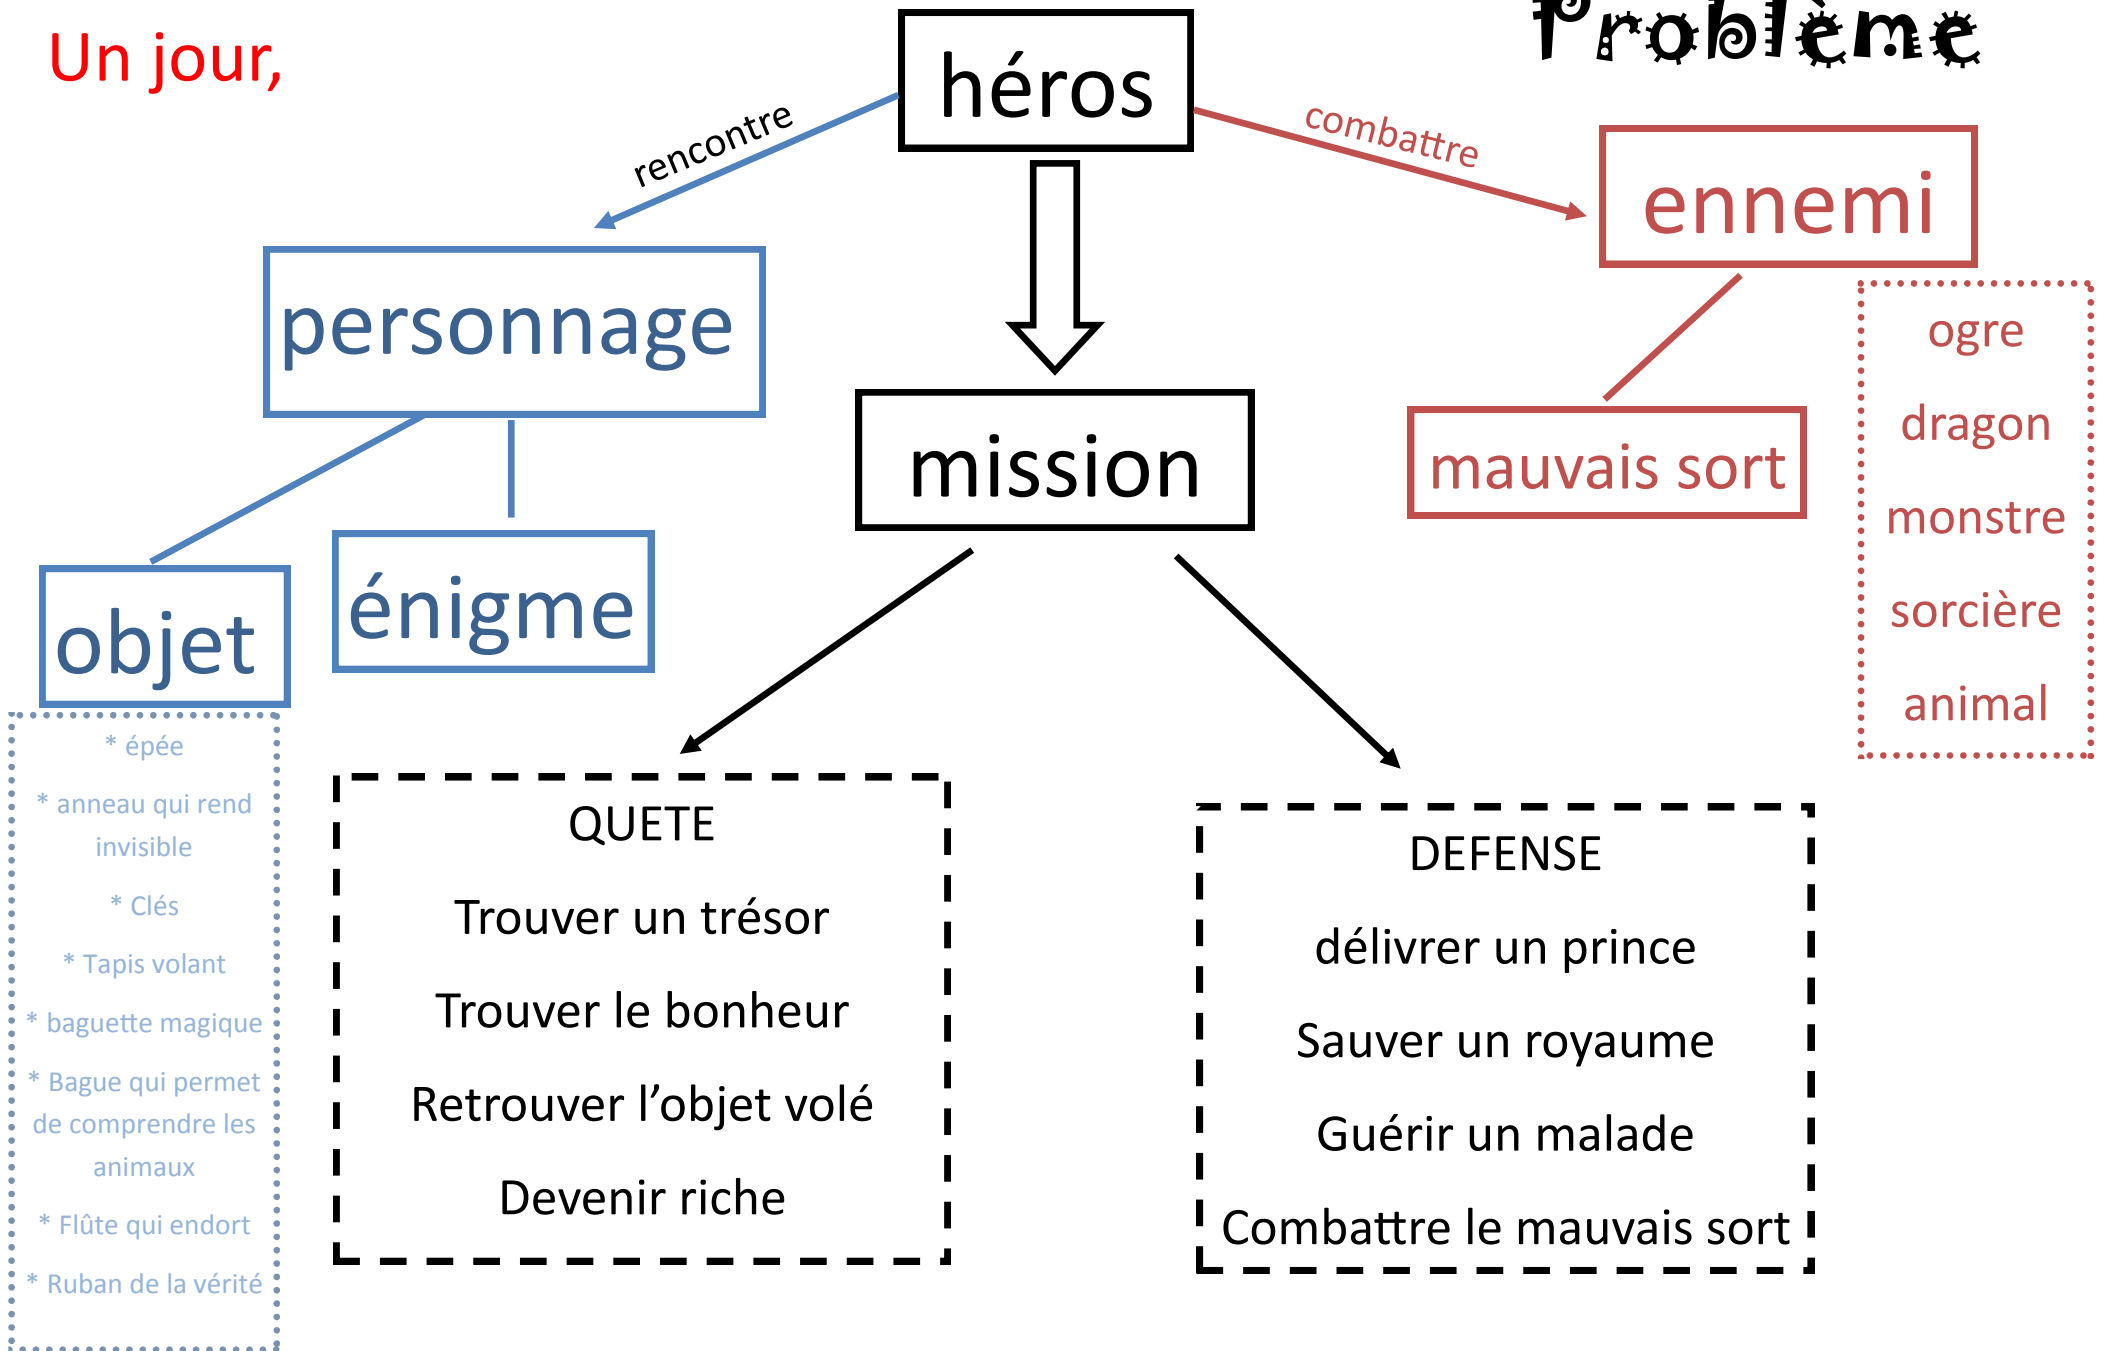 Problème
Un jour,
héros
rencontre
combattre
ennemi
personnage
mission
mauvais sort
ogre
dragon
monstre
sorcière
animal
objet
énigme
* épée
* anneau qui rend
invisible
* Clés
* Tapis volant
* baguette magique
* Bague qui permet
de comprendre les
animaux
* Flûte qui endort
* Ruban de la vérité
QUETE
Trouver un trésor
Trouver le bonheur
Retrouver l’objet volé
Devenir riche
DEFENSE
délivrer un prince
Sauver un royaume
Guérir un malade
Combattre le mauvais sort